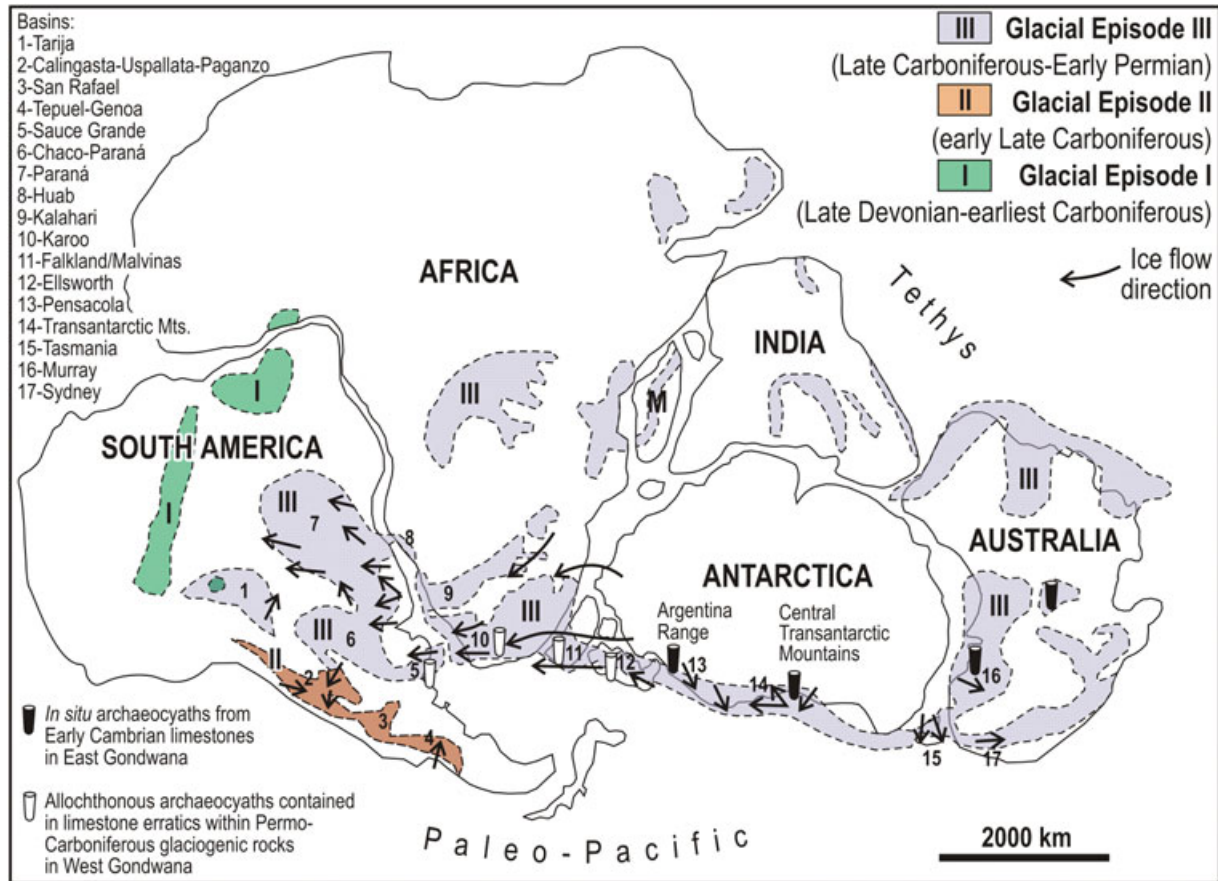 Basins:
1-Tarija
2-Calingasta-Uspallata-Paganzo
3-San Rafael
4-Tepuel-Genoa
5-Sauce Grande
6-Chaco-Paraná
7-Paraná
8-Huab
9-Kalahari
10-Karoo
11-Falkland/Malvinas
12-Ellsworth
13-Pensacola
14-Transantarctic Mts.
15-Tasmania
16-Murray
17-Sydney
III Glacial Episode III
(Late Carboniferous-Early Permian)
II Glacial Episode II
(early Late Carboniferous)
I Glacial Episode I
(Late Devonian-earliest Carboniferous)
Ice flow
direction
Tethys
AFRICA
INDIA
III
M
I
SOUTH AMERICA
I
III
7
8
III
AUSTRALIA
ANTARCTICA
1
9
III
III
Argentina
Range
Central
Transantarctic
Mountains
III
6
10
II
2
5
11
12
13
14
16
3
4
15
17
In situ archaeocyaths from
Early Cambrian limestones
in East Gondwana
Allochthonous archaeocyaths contained
in limestone erratics within Permo-
Carboniferous glaciogenic rocks
in West Gondwana
Paleo-Pacific
2000 km